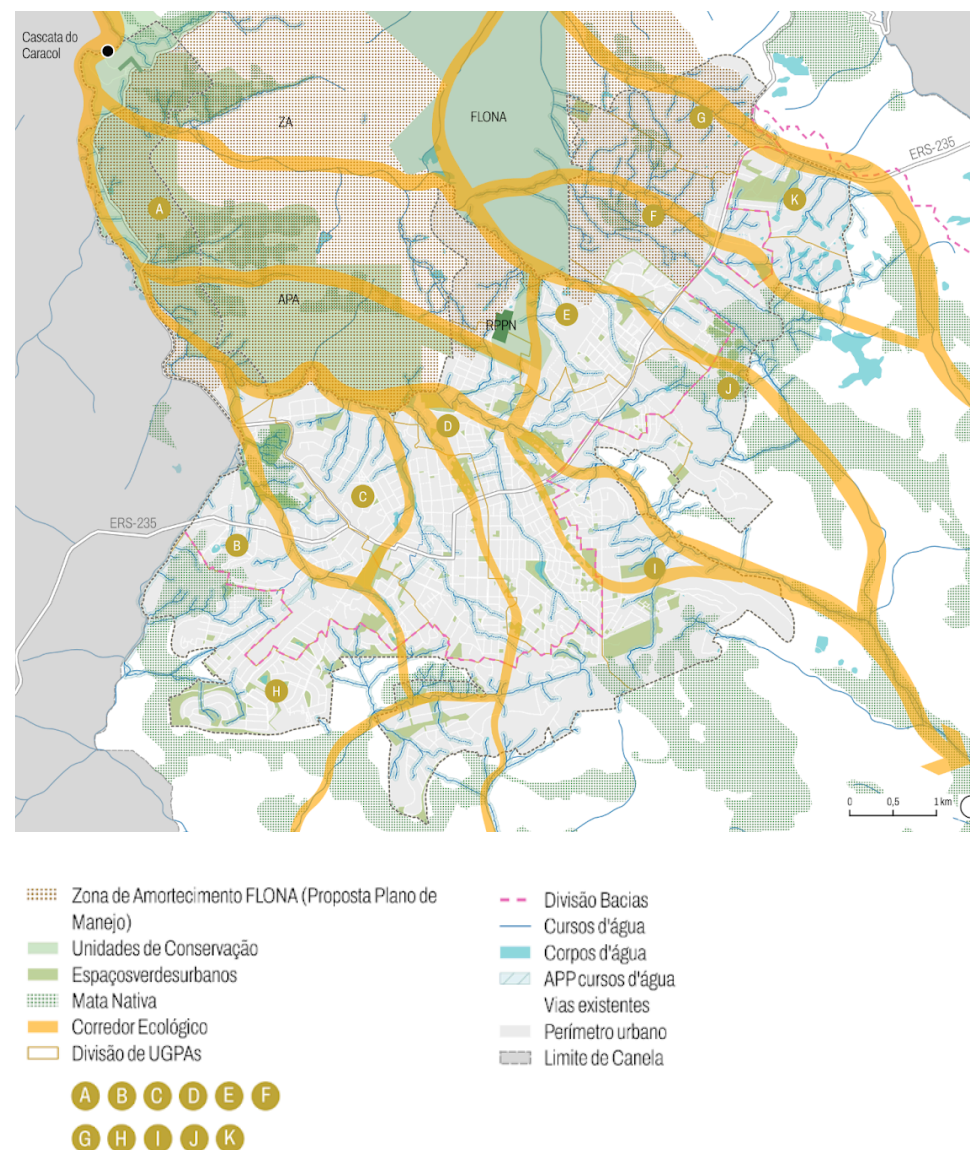 Cascata do
Caracol
ZA
FLONA
G
ERS-235
K
A
F
APA
RPPN
E
J
D
C
ERS-235
B
I
H
0 0,5 1 km
Zona de Amortecimento FLONA (Proposta Plano de
Manejo)
Unidades de Conservação
Espaçosverdesurbanos
Mata Nativa
Corredor Ecológico
Divisão de UGPAs
A B C D E F
G H I J K
Divisão Bacias
Cursos d'água
Corpos d'água
APP cursos d'água
Vias existentes
Perímetro urbano
Limite de Canela